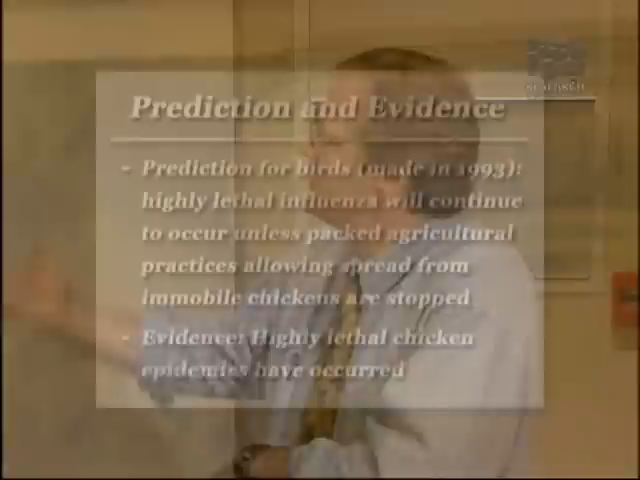 Prediction and Evidence
- Prediction for birds (made in 1993):
highly lethal influenza will continue
to occur unless packed agricultural
practices allowing spread from
immobile chickens are stopped
- Evidence: Highly lethal chicken
epidemics have occurred